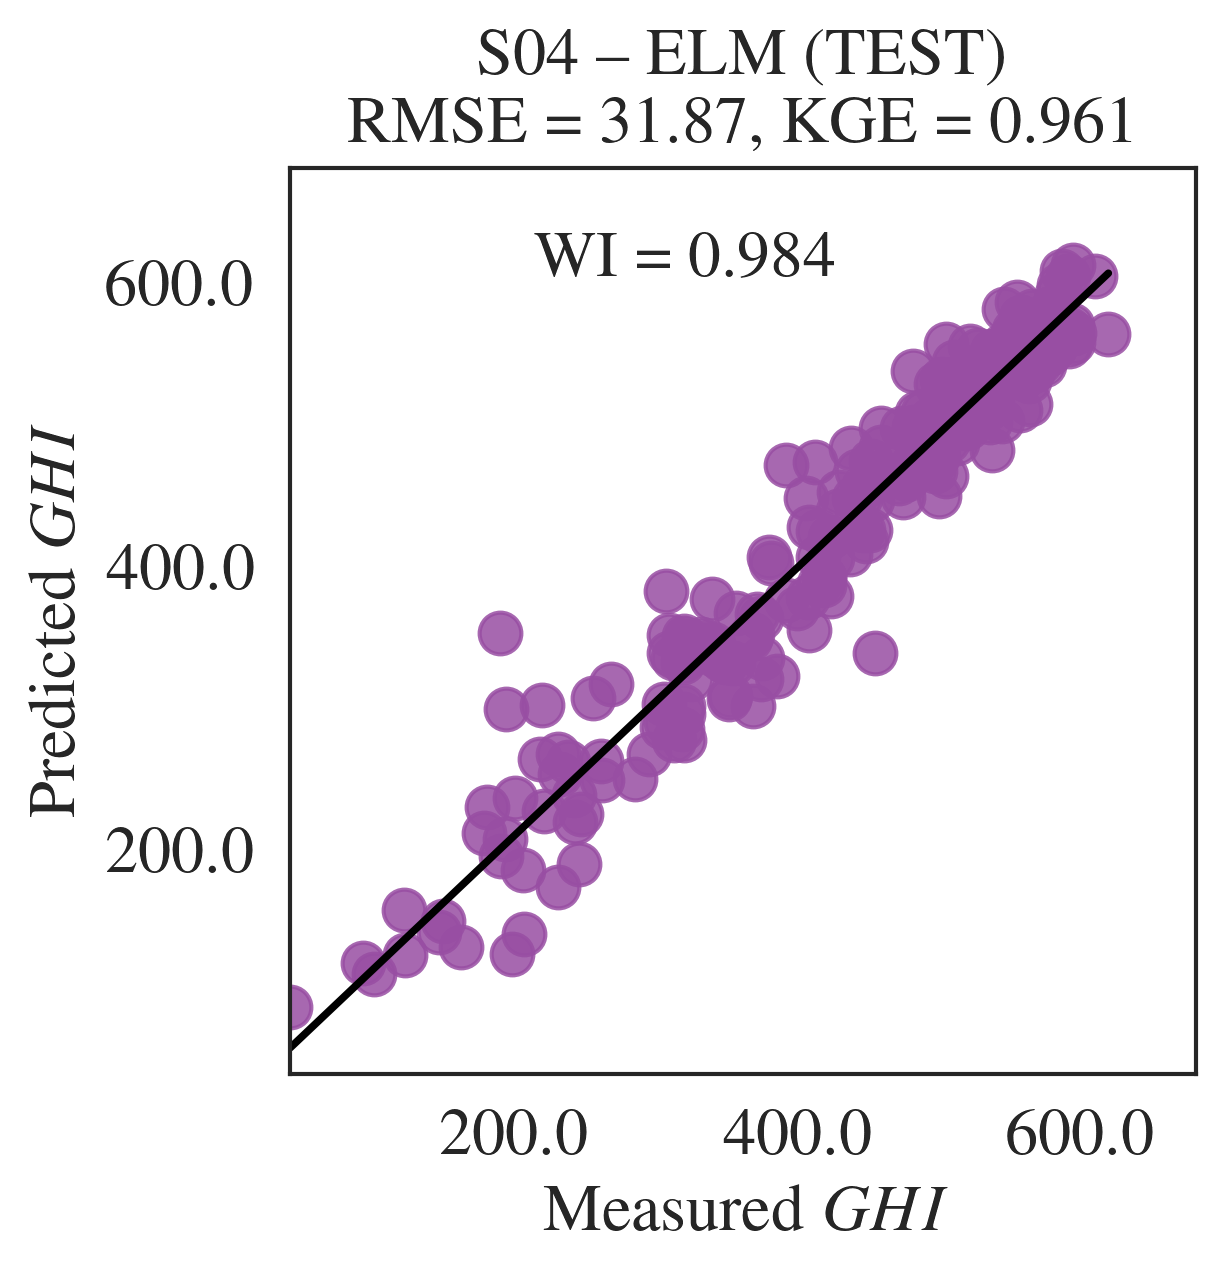 S04 – ELM (TEST)
RMSE = 31.87, KGE = 0.961
WI = 0.984
600.0
400.0
200.0
Predicted GHI
200.0 400.0 600.0
Measured GHI